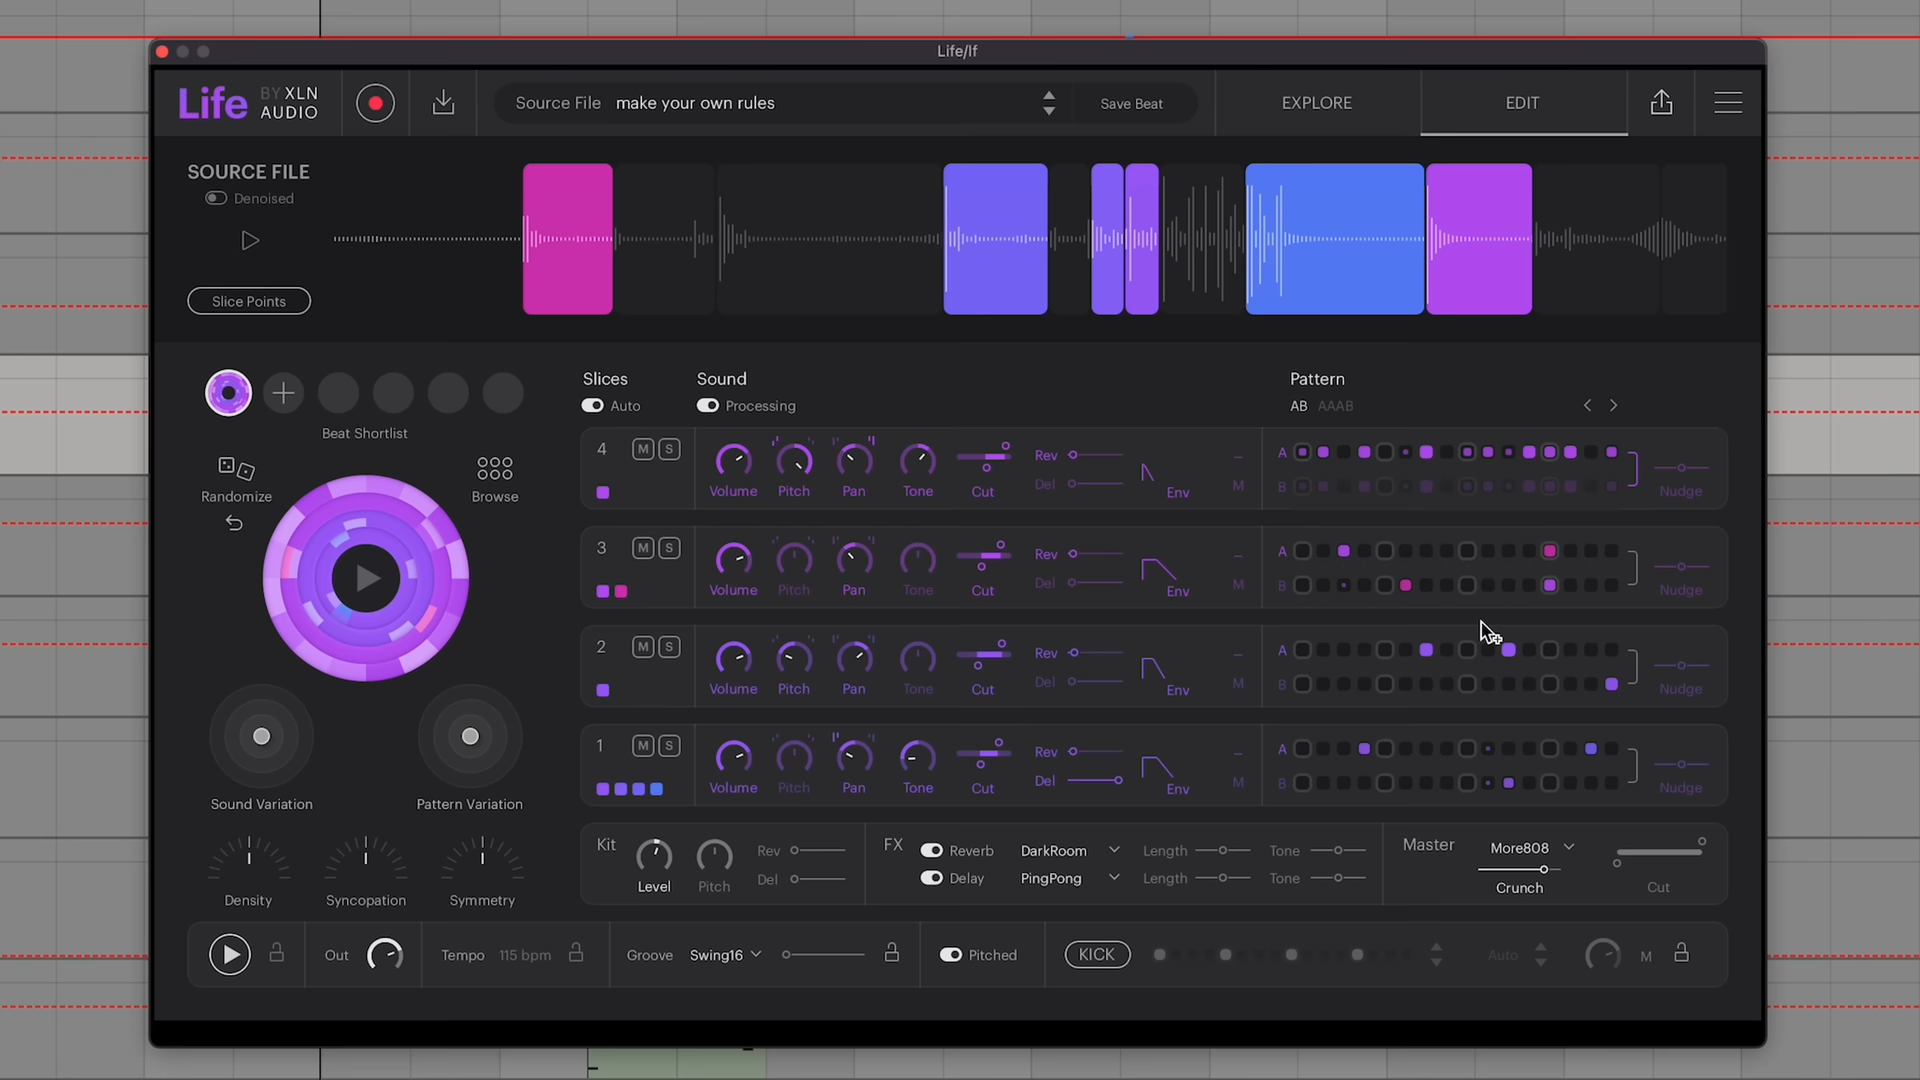 Life/lf
Life BY XLN AUDIO
Source File make your own rules
Save Beat
EXPLORE
EDIT
SOURCE FILE
Denoised
Slice Points
Beat Shortlist
Randomize
Browse
Sound Variation
Pattern Variation
Density
Syncopation
Symmetry
Slices
Auto
Sound
Processing
Pattern
AB AAAB
4 M S
Volume Pitch Pan Tone Cut
Rev
Del
Env
M
A
B
Nudge
3 M S
Volume Pitch Pan Tone Cut
Rev
Del
Env
M
A
B
Nudge
2 M S
Volume Pitch Pan Tone Cut
Rev
Del
Env
M
A
B
Nudge
1 M S
Volume Pitch Pan Tone Cut
Rev
Del
Env
M
A
B
Nudge
Kit
Level
Pitch
Rev
Del
FX
Reverb DarkRoom Length Tone
Delay PingPong Length Tone
Master
More808
Crunch
Cut
Out
Tempo 115 bpm
Groove Swing16
Pitched
KICK
Auto
M